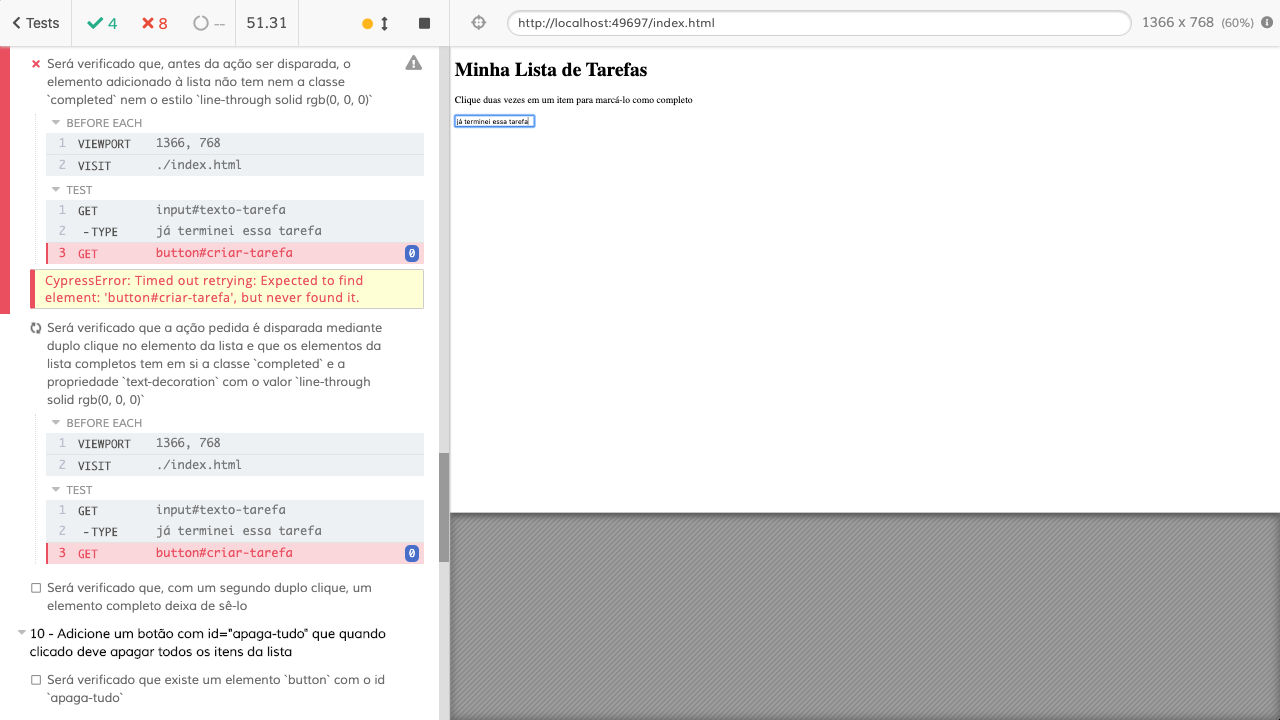 Tests 4 8 -- 51.31
Será verificado que, antes da ação ser disparada, o
elemento adicionado à lista não tem nem a classe
`completed` nem o estilo `line-through solid rgb(0, 0, 0)`
BEFORE EACH
1 VIEWPORT 1366, 768
2 VISIT ./index.html
TEST
1 GET input#texto-tarefa
2 -TYPE já terminei essa tarefa
3 GET button#criar-tarefa 0
CypressError: Timed out retrying: Expected to find
element: 'button#criar-tarefa', but never found it.
Será verificado que a ação pedida é disparada mediante
duplo clique no elemento da lista e que os elementos da
lista completos tem em si a classe `completed` e a
propriedade `text-decoration` com o valor `line-through
solid rgb(0, 0, 0)`
BEFORE EACH
1 VIEWPORT 1366, 768
2 VISIT ./index.html
TEST
1 GET input#texto-tarefa
2 -TYPE já terminei essa tarefa
3 GET button#criar-tarefa 0
Será verificado que, com um segundo duplo clique, um
elemento completo deixa de sê-lo
10 - Adicione um botão com id="apaga-tudo" que quando
clicado deve apagar todos os itens da lista
Será verificado que existe um elemento `button` com o id
`apaga-tudo`
http://localhost:49697/index.html 1366 x 768 (60%)
Minha Lista de Tarefas
Clique duas vezes em um item para marcá-lo como completo
já terminei essa tarefa